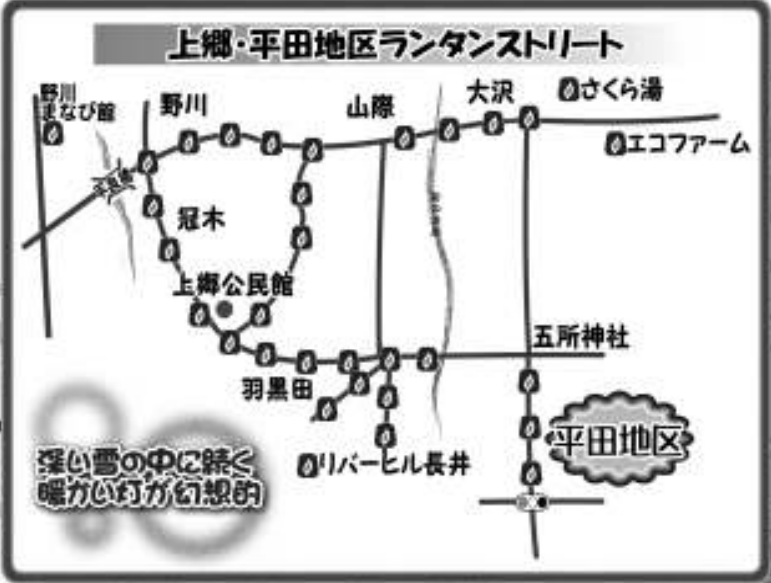 上郷・平田地区ランタンストリート
野川
まなび館
野川
山際
大沢
さくら湯
エコファーム
冠木
上郷公民館
五所神社
羽黒田
平田地区
リバーヒル長井
深い雪の中に続く
暖かい灯が幻想的